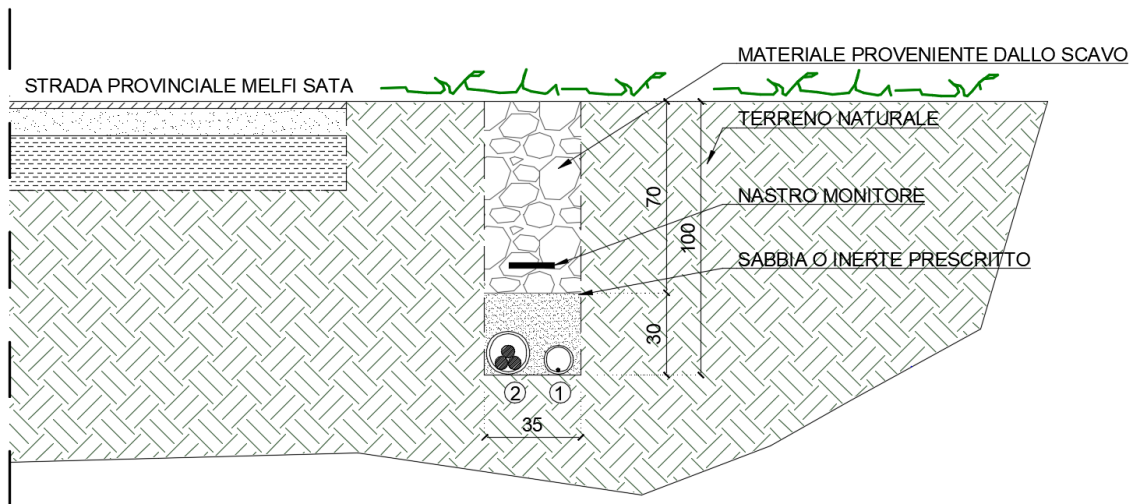 MATERIALE PROVENIENTE DALLO SCAVO
STRADA PROVINCIALE MELFI SATA
TERRENO NATURALE
NASTRO MONITORE
70
100
SABBIA O INERTE PRESCRITTO
30
2 1
35